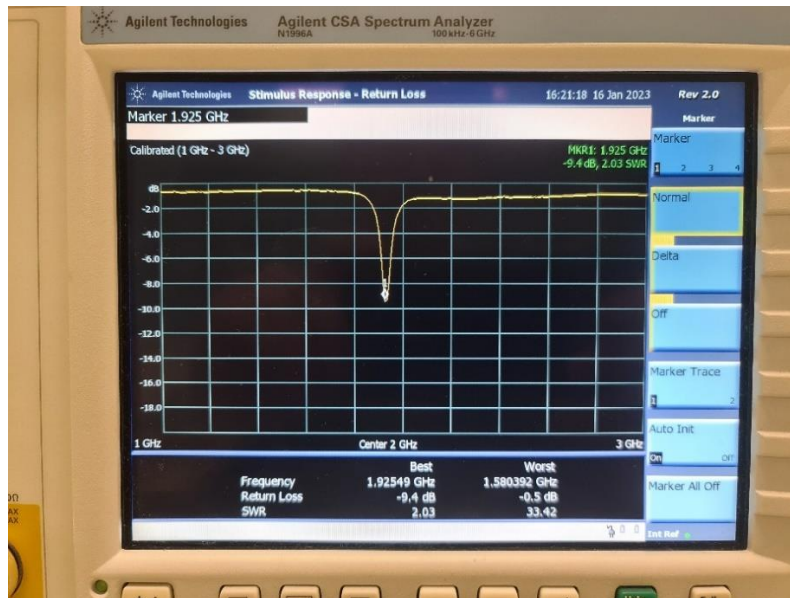 Agilent Technologies Agilent CSA Spectrum Analyzer
N1996A 100 kHz-6 GHz
Agilent Technologies Stimulus Response - Return Loss 16:21:18 16 Jan 2023 Rev 2.0
Marker 1.925 GHz
Marker
Calibrated (1 GHz - 3 GHz)
MKR1: 1.925 GHz
-9.4 dB, 2.03 SWR
Marker
1 2 3 4
dB
-2.0
-4.0
-6.0
-8.0
-10.0
-12.0
-14.0
-16.0
-18.0
1 GHz Center 2 GHz 3 GHz
Best Worst
Frequency 1.92549 GHz 1.580392 GHz
Return Loss -9.4 dB -0.5 dB
SWR 2.03 33.42
Normal
Delta
Off
Marker Trace
1 2
Auto Init
On Off
Marker All Off
0 0
Int Ref